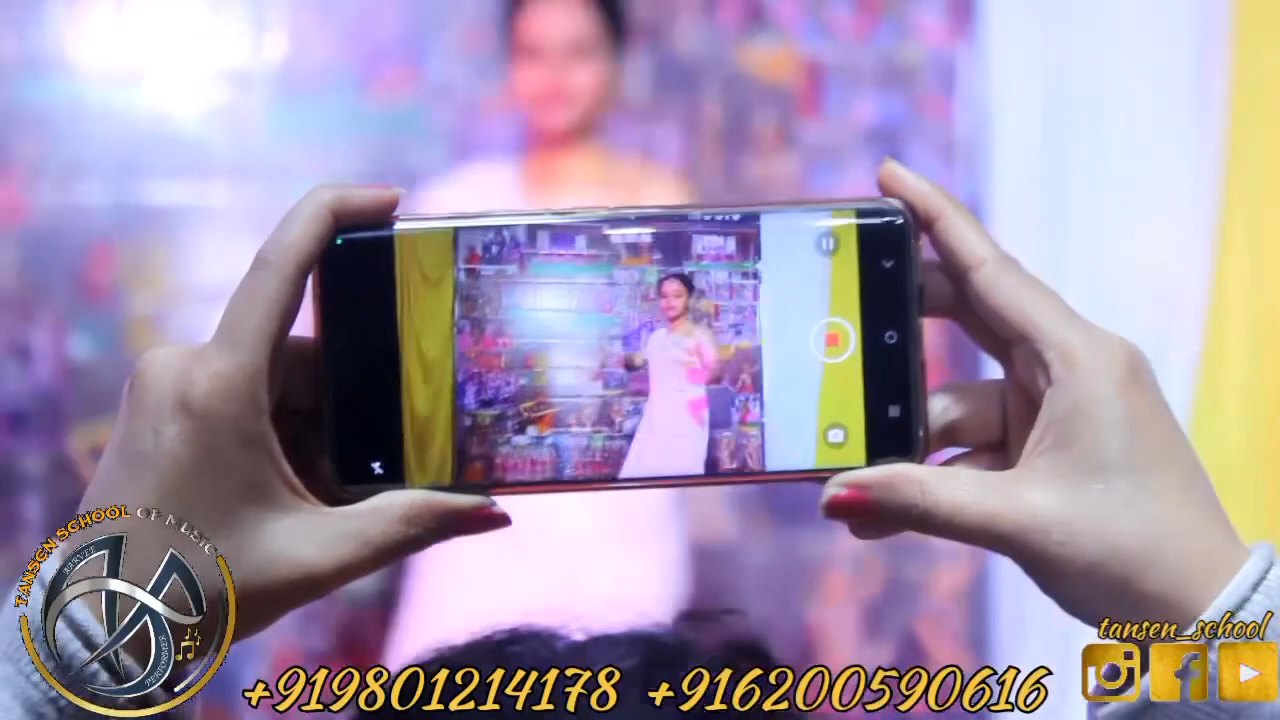 TANSEN SCHOOL OF MUSIC
PERFORMER
tansen_school
+919801214178 +916200590616